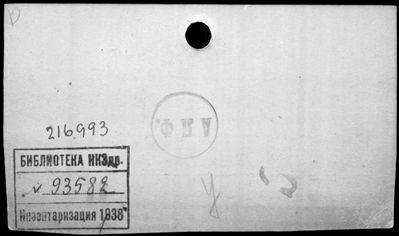 216993
БИБЛИОТЕКА НКЗдр.
№ 93582
Инвентаризация 1938